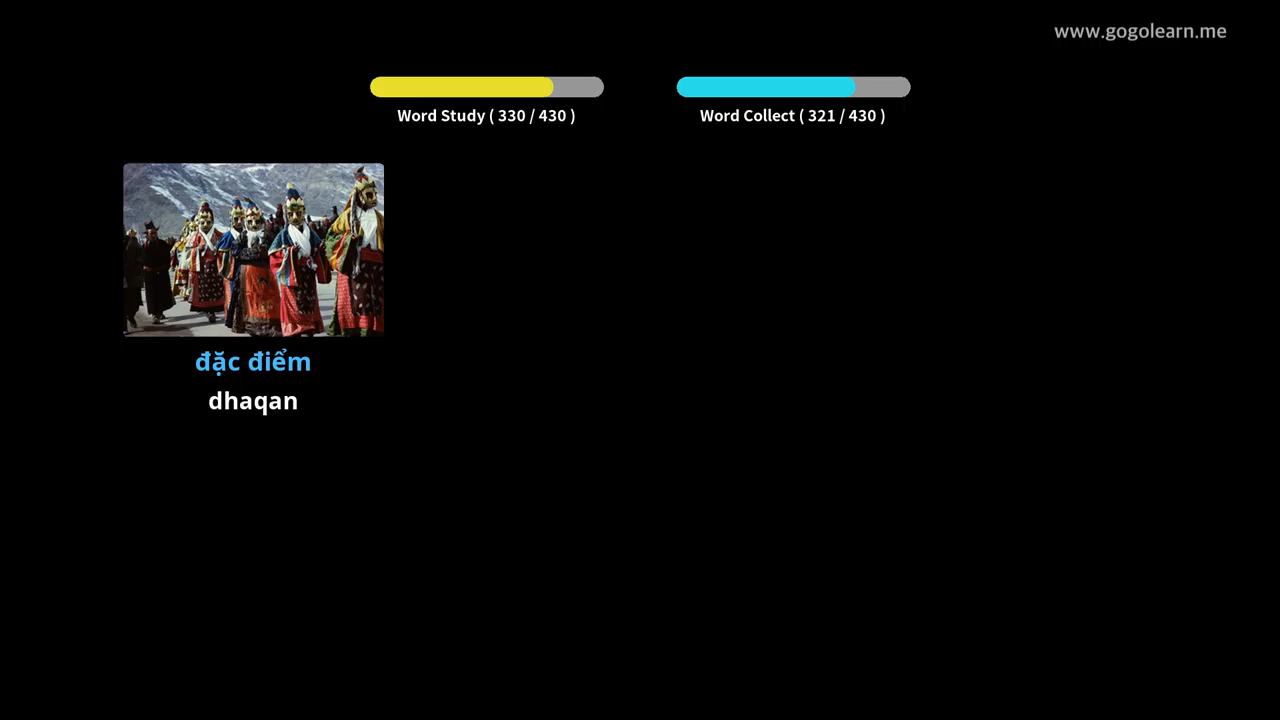 www.gogolearn.me
Word Study ( 330 / 430 )
Word Collect ( 321 / 430 )
đặc điểm
dhaqan